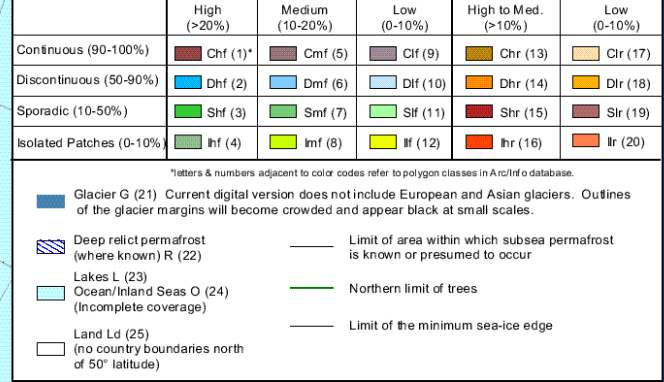 High Medium Low High to Med. Low
(>20%) (10-20%) (0-10%) (>10%) (0-10%)
Continuous (90-100%) Chf (1)* Cmf (5) Clf (9) Chr (13) Clr (17)
Discontinuous (50-90%) Dhf (2) Dmf (6) Dlf (10) Dhr (14) Dlr (18)
Sporadic (10-50%) Shf (3) Smf (7) Slf (11) Shr (15) Slr (19)
Isolated Patches (0-10%) Ihf (4) Imf (8) Ilf (12) Ihr (16) Ilr (20)
*letters & numbers adjacent to color codes refer to polygon classes in Arc/Info database.
Glacier G (21) Current digital version does not include European and Asian glaciers. Outlines
of the glacier margins will become crowded and appear black at small scales.
Deep relict permafrost
(where known) R (22)
Lakes L (23)
Ocean/Inland Seas O (24)
(Incomplete coverage)
Land Ld (25)
(no country boundaries north
of 50° latitude)
Limit of area within which subsea permafrost
is known or presumed to occur
Northern limit of trees
Limit of the minimum sea-ice edge